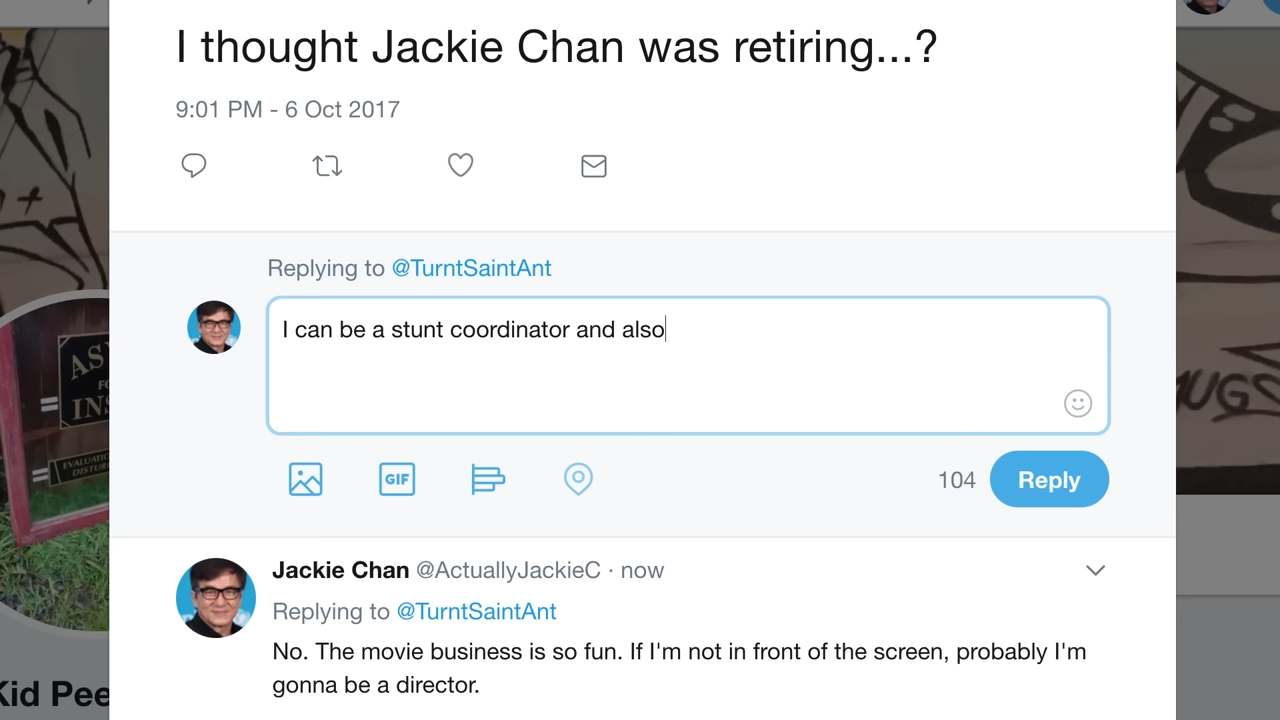 I thought Jackie Chan was retiring...?
9:01 PM - 6 Oct 2017
Replying to @TurntSaintAnt
I can be a stunt coordinator and also
GIF
104
Reply
Jackie Chan @ActuallyJackieC · now
Replying to @TurntSaintAnt
No. The movie business is so fun. If I'm not in front of the screen, probably I'm
gonna be a director.
Kid Pee